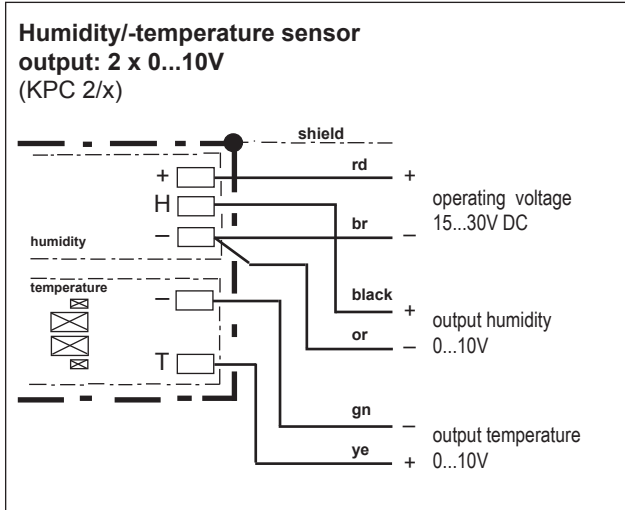 Humidity/-temperature sensor
output: 2 x 0...10V
(KPC 2/x)
shield
rd
+
+
operating voltage
15...30V DC
H
br
–
–
humidity
temperature
–
black
+
output humidity
0...10V
or
–
T
gn
–
output temperature
0...10V
ye
+